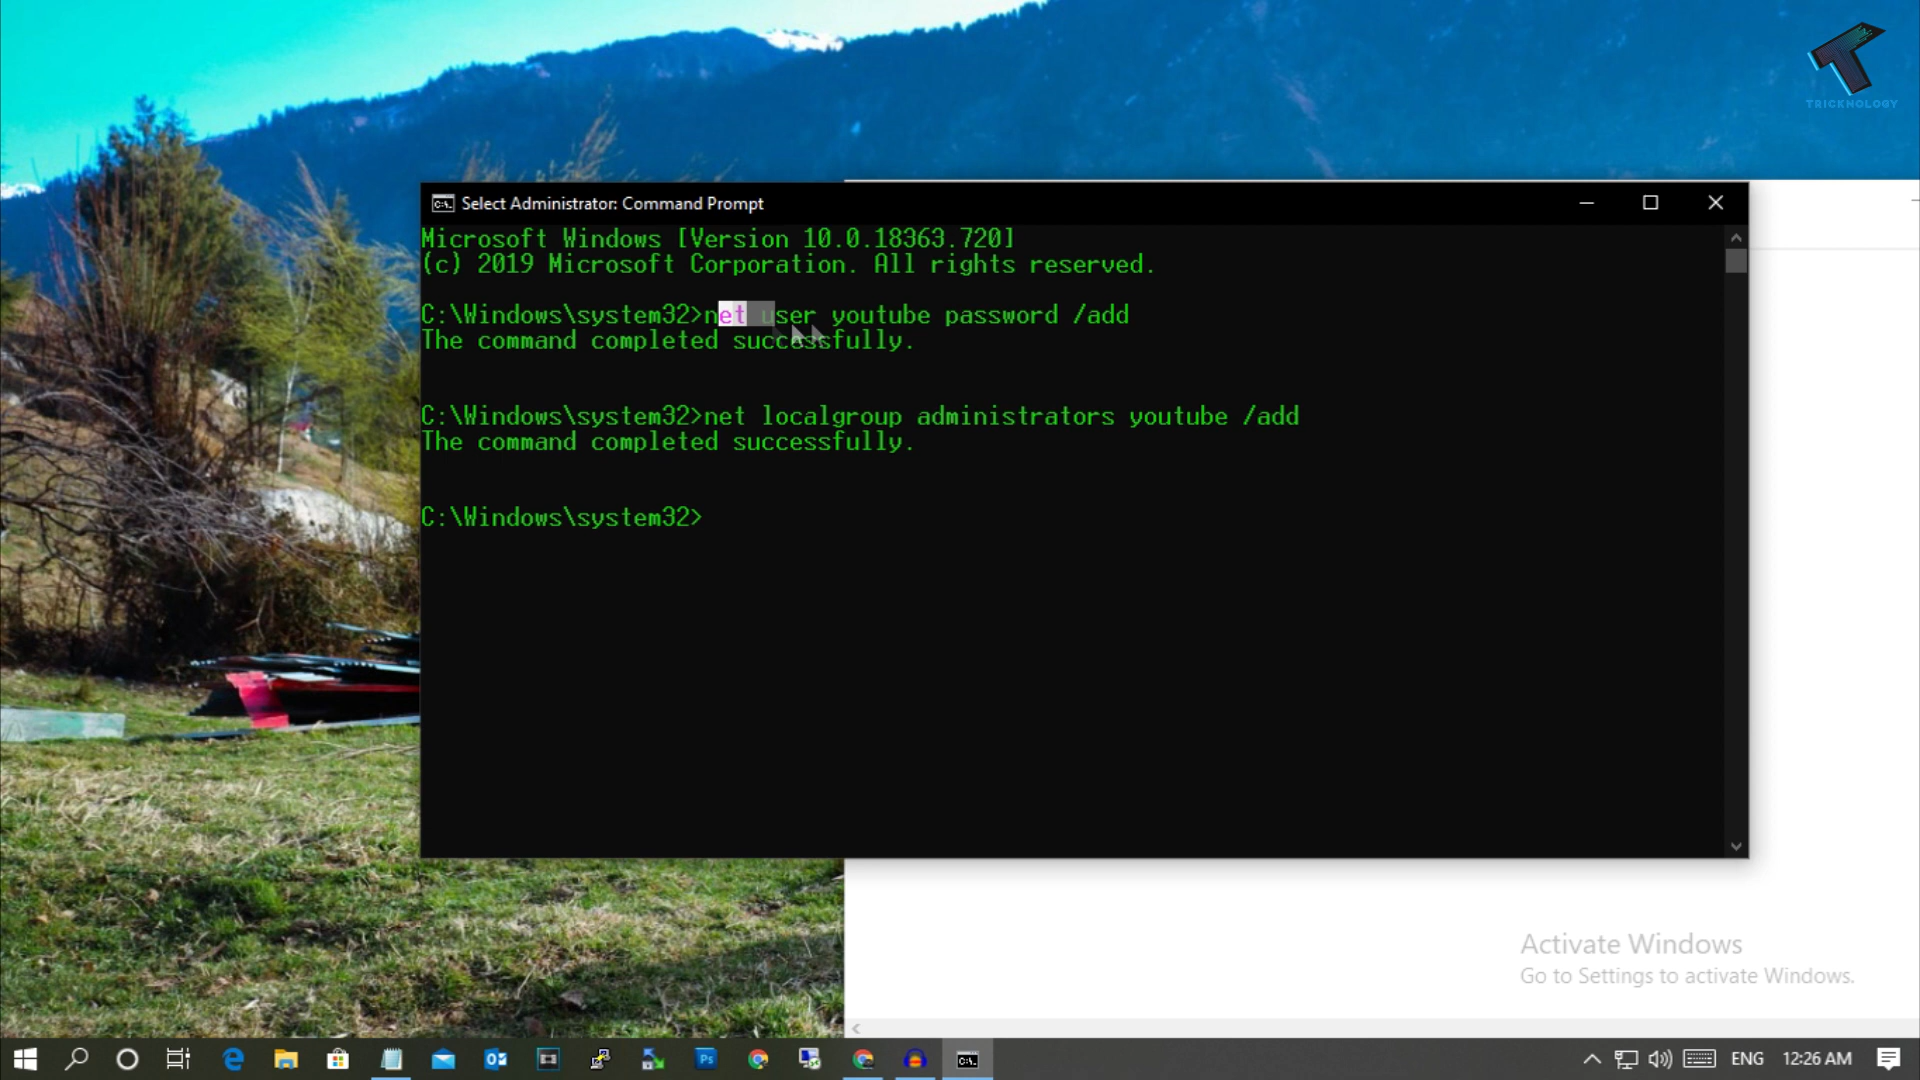 TRICKNOLOGY
Select Administrator: Command Prompt
Microsoft Windows [Version 10.0.18363.720]
(c) 2019 Microsoft Corporation. All rights reserved.
C:\Windows\system32>net user youtube password /add
The command completed successfully.
C:\Windows\system32>net localgroup administrators youtube /add
The command completed successfully.
C:\Windows\system32>
Activate Windows
Go to Settings to activate Windows.
Ps
ENG
12:26 AM